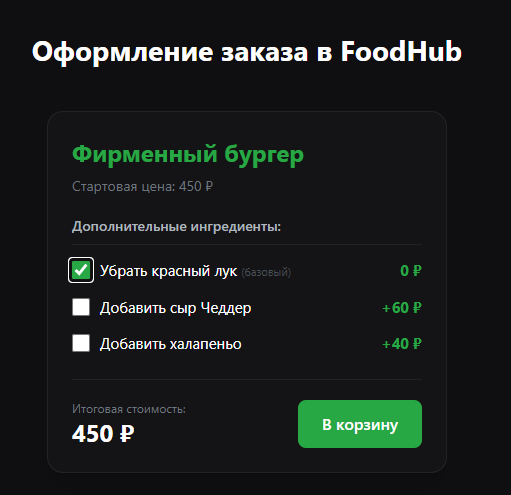 Оформление заказа в FoodHub
Фирменный бургер
Стартовая цена: 450 ₽
Дополнительные ингредиенты:
Убрать красный лук (базовый) 0 ₽
Добавить сыр Чеддер +60 ₽
Добавить халапеньо +40 ₽
Итоговая стоимость:
450 ₽
В корзину